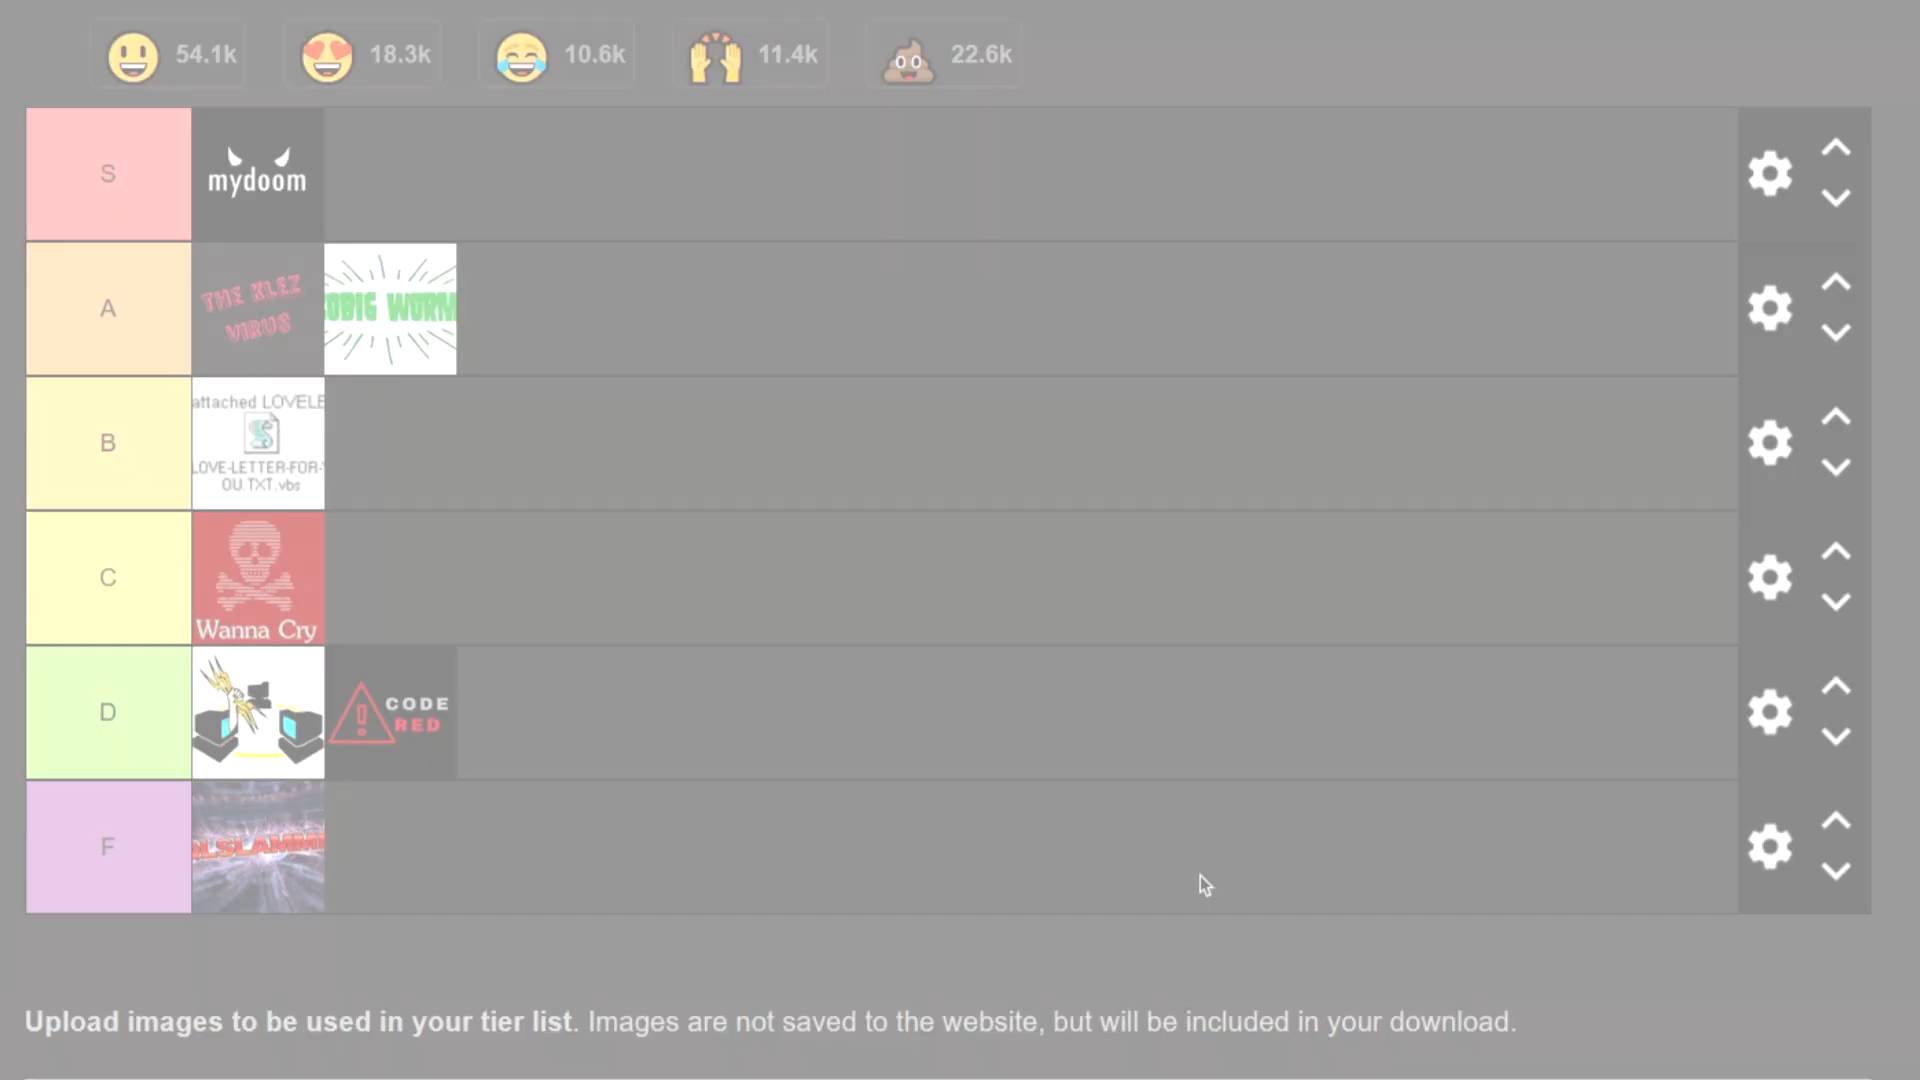 54.1k 18.3k 10.6k 11.4k 22.6k
S
mydoom
A
THE KLEZ
VIRUS
OBIG WORM
B
attached LOVELE
LOVE-LETTER-FOR-Y
OU.TXT.vbs
C
Wanna Cry
D
CODE
RED
F
QLSLAMME
Upload images to be used in your tier list. Images are not saved to the website, but will be included in your download.